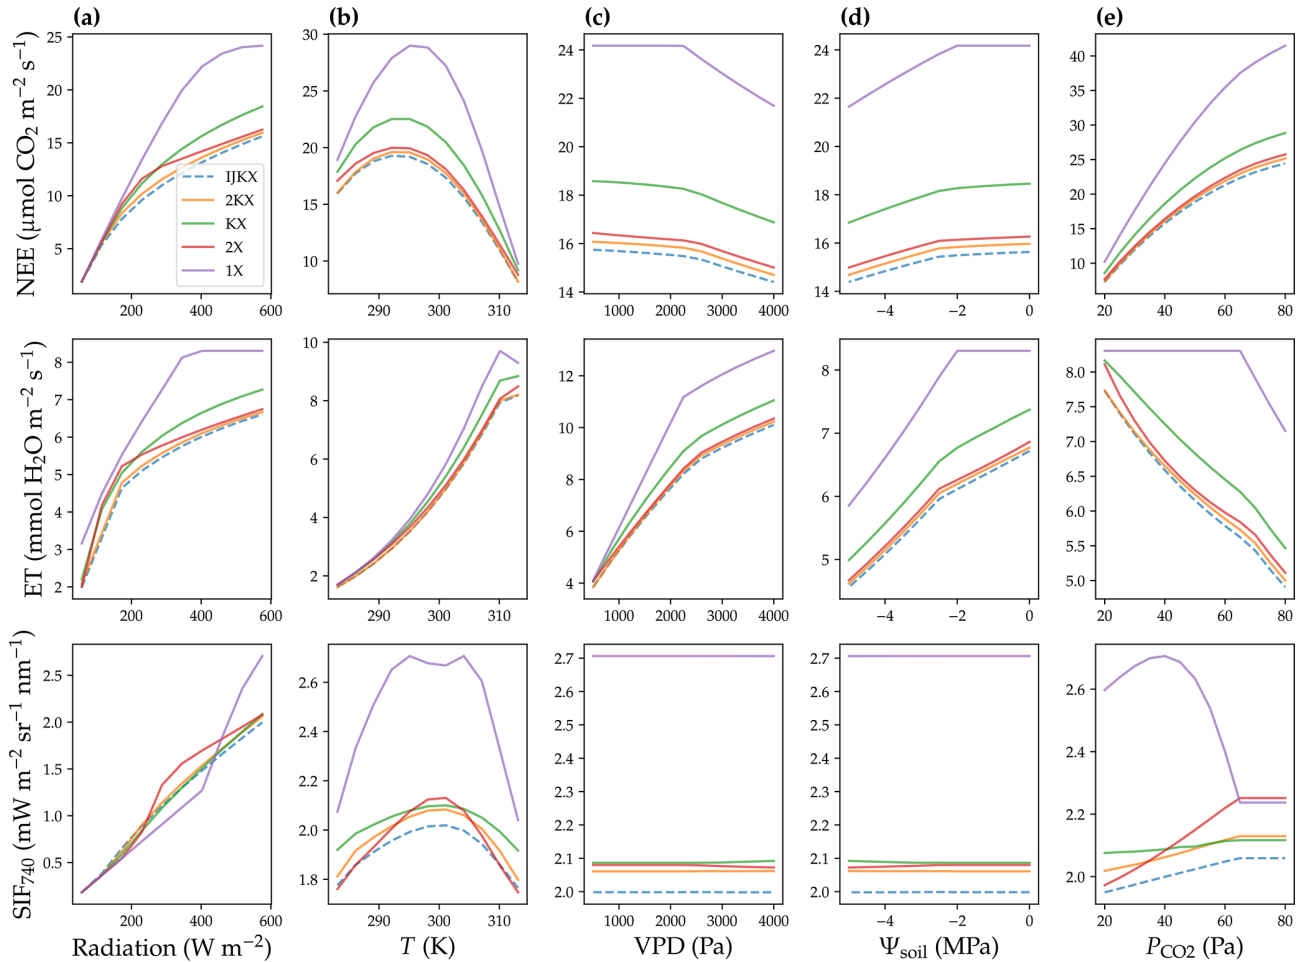 (a) (b) (c) (d) (e)
NEE (μmol CO₂ m⁻² s⁻¹)
25 20 15 10 5
IJKX
2KX
KX
2X
1X
200 400 600
30 25 20 15 10
290 300 310
24 22 20 18 16 14
1000 2000 3000 4000
24 22 20 18 16 14
−4 −2 0
40 35 30 25 20 15 10
20 40 60 80
ET (mmol H₂O m⁻² s⁻¹)
8 7 6 5 4 3 2
200 400 600
10 8 6 4 2
290 300 310
12 10 8 6 4
1000 2000 3000 4000
8 7 6 5
−4 −2 0
8.0 7.5 7.0 6.5 6.0 5.5 5.0
20 40 60 80
SIF₇₄₀ (mW m⁻² sr⁻¹ nm⁻¹)
2.5 2.0 1.5 1.0 0.5
200 400 600
Radiation (W m⁻²)
2.6 2.4 2.2 2.0 1.8
290 300 310
T (K)
2.7 2.6 2.5 2.4 2.3 2.2 2.1 2.0
1000 2000 3000 4000
VPD (Pa)
2.7 2.6 2.5 2.4 2.3 2.2 2.1 2.0
−4 −2 0
Ψsoil (MPa)
2.6 2.4 2.2 2.0
20 40 60 80
PCO2 (Pa)